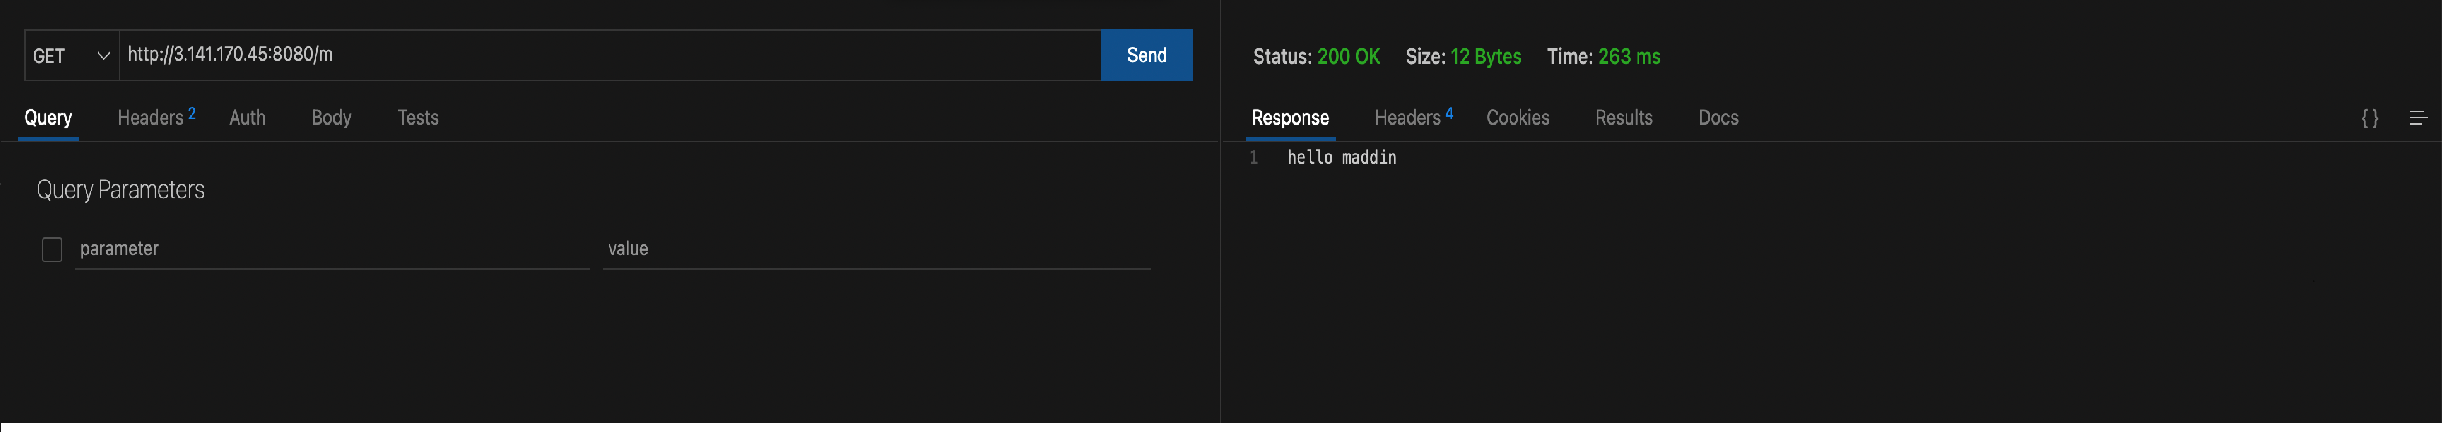 GET http://3.141.170.45:8080/m Send
Query Headers 2 Auth Body Tests
Query Parameters
parameter value
Status: 200 OK Size: 12 Bytes Time: 263 ms
Response Headers 4 Cookies Results Docs {}
1 hello maddin